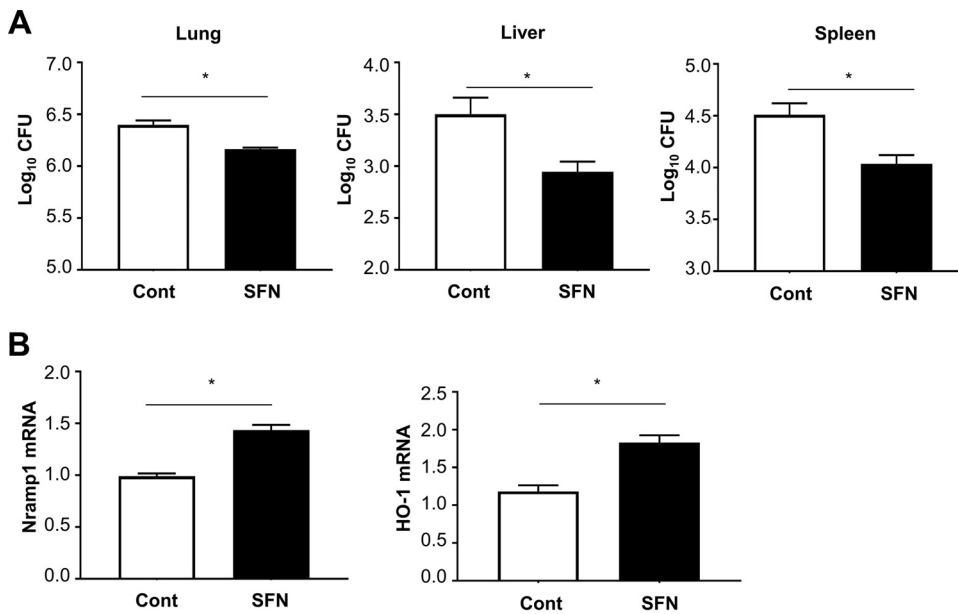 A
Lung
Log10 CFU
7.0
6.5
6.0
5.5
5.0
*
Cont
SFN
Liver
Log10 CFU
4.0
3.5
3.0
2.5
2.0
*
Cont
SFN
Spleen
Log10 CFU
5.0
4.5
4.0
3.5
3.0
*
Cont
SFN
B
Nramp1 mRNA
2.0
1.5
1.0
0.5
0.0
*
Cont
SFN
HO-1 mRNA
2.5
2.0
1.5
1.0
0.5
0.0
*
Cont
SFN